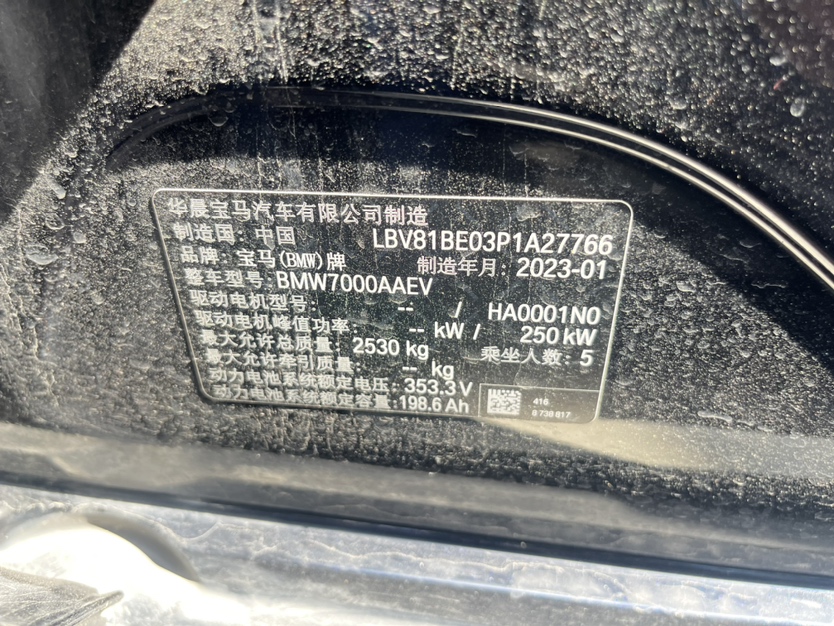 华晨宝马汽车有限公司制造
制造国: 中国 LBV81BE03P1A27766
品牌: 宝马(BMW)牌 制造年月: 2023-01
整车型号: BMW7000AAEV
驱动电机型号: -- / HA0001N0
驱动电机峰值功率: -- kW / 250 kW
最大允许总质量: 2530 kg 乘坐人数: 5
最大允许牵引质量: -- kg
动力电池系统额定电压: 353.3 V
动力电池系统额定容量: 198.6 Ah
416
8 738 817